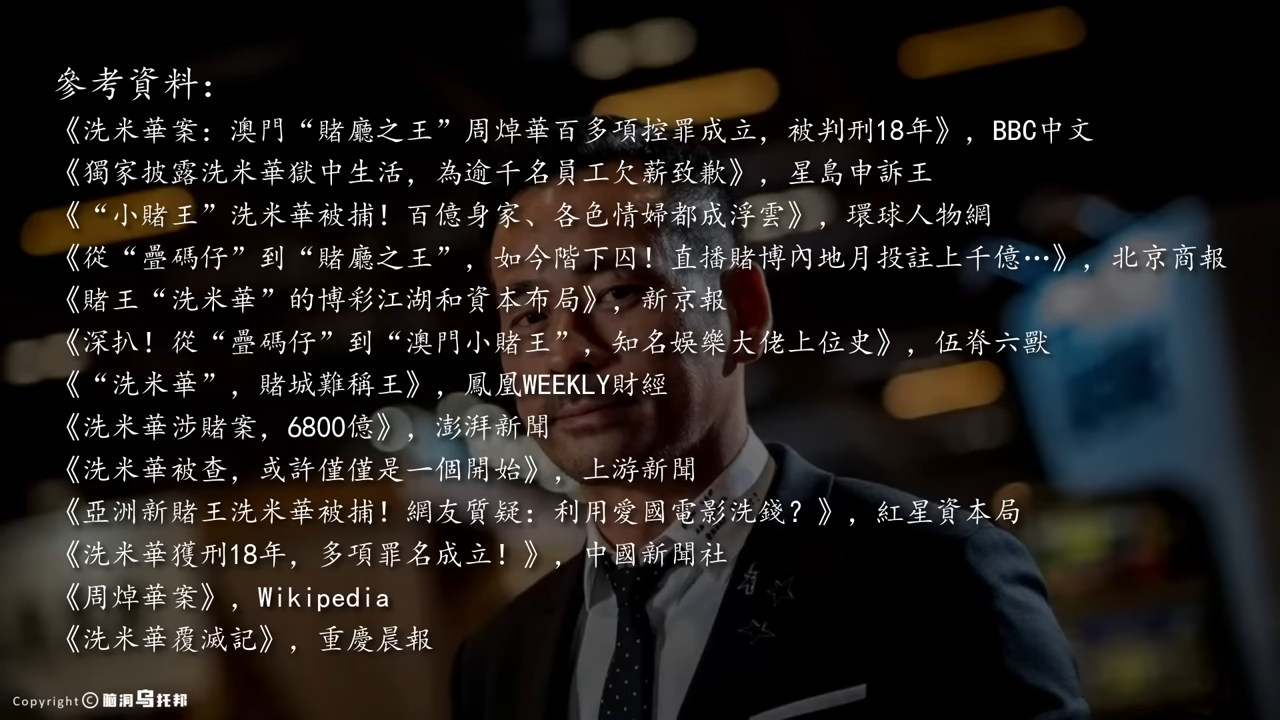 參考資料：
《洗米華案：澳門“賭廳之王”周焯華百多項控罪成立，被判刑18年》，BBC中文
《獨家披露洗米華獄中生活，為逾千名員工欠薪致歉》，星島申訴王
《“小賭王”洗米華被捕！百億身家、各色情婦都成浮雲》，環球人物網
《從“疊碼仔”到“賭廳之王”，如今階下囚！直播賭博內地月投註上千億…》，北京商報
《賭王“洗米華”的博彩江湖和資本布局》，新京報
《深扒！從“疊碼仔”到“澳門小賭王”，知名娛樂大佬上位史》，伍脊六獸
《“洗米華”，賭城難稱王》，鳳凰WEEKLY財經
《洗米華涉賭案，6800億》，澎湃新聞
《洗米華被查，或許僅僅是一個開始》，上游新聞
《亞洲新賭王洗米華被捕！網友質疑：利用愛國電影洗錢？》，紅星資本局
《洗米華獲刑18年，多項罪名成立！》，中國新聞社
《周焯華案》，Wikipedia
《洗米華覆滅記》，重慶晨報
Copyright©腦洞烏托邦